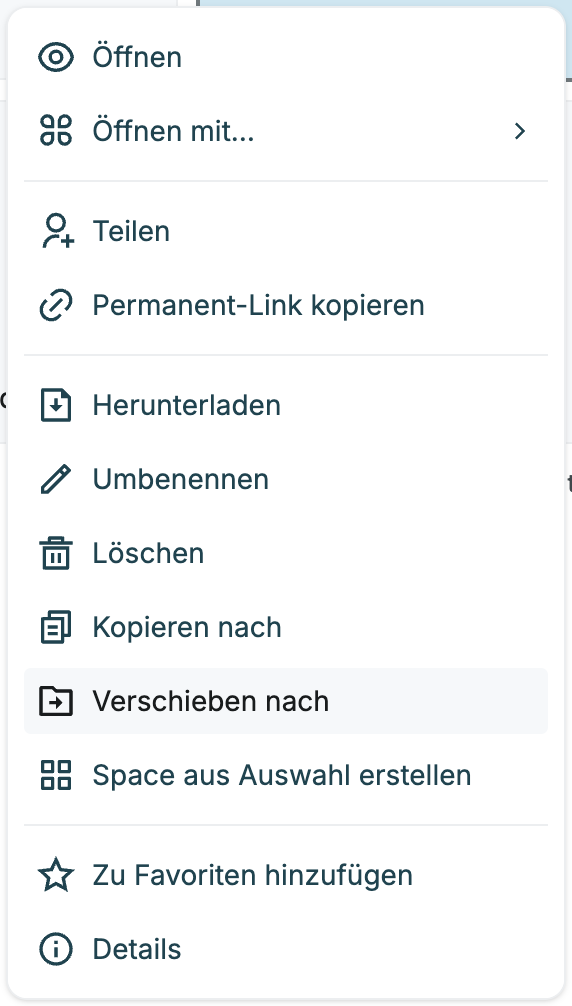 Öffnen
Öffnen mit...
Teilen
Permanent-Link kopieren
Herunterladen
Umbenennen
Löschen
Kopieren nach
Verschieben nach
Space aus Auswahl erstellen
Zu Favoriten hinzufügen
Details